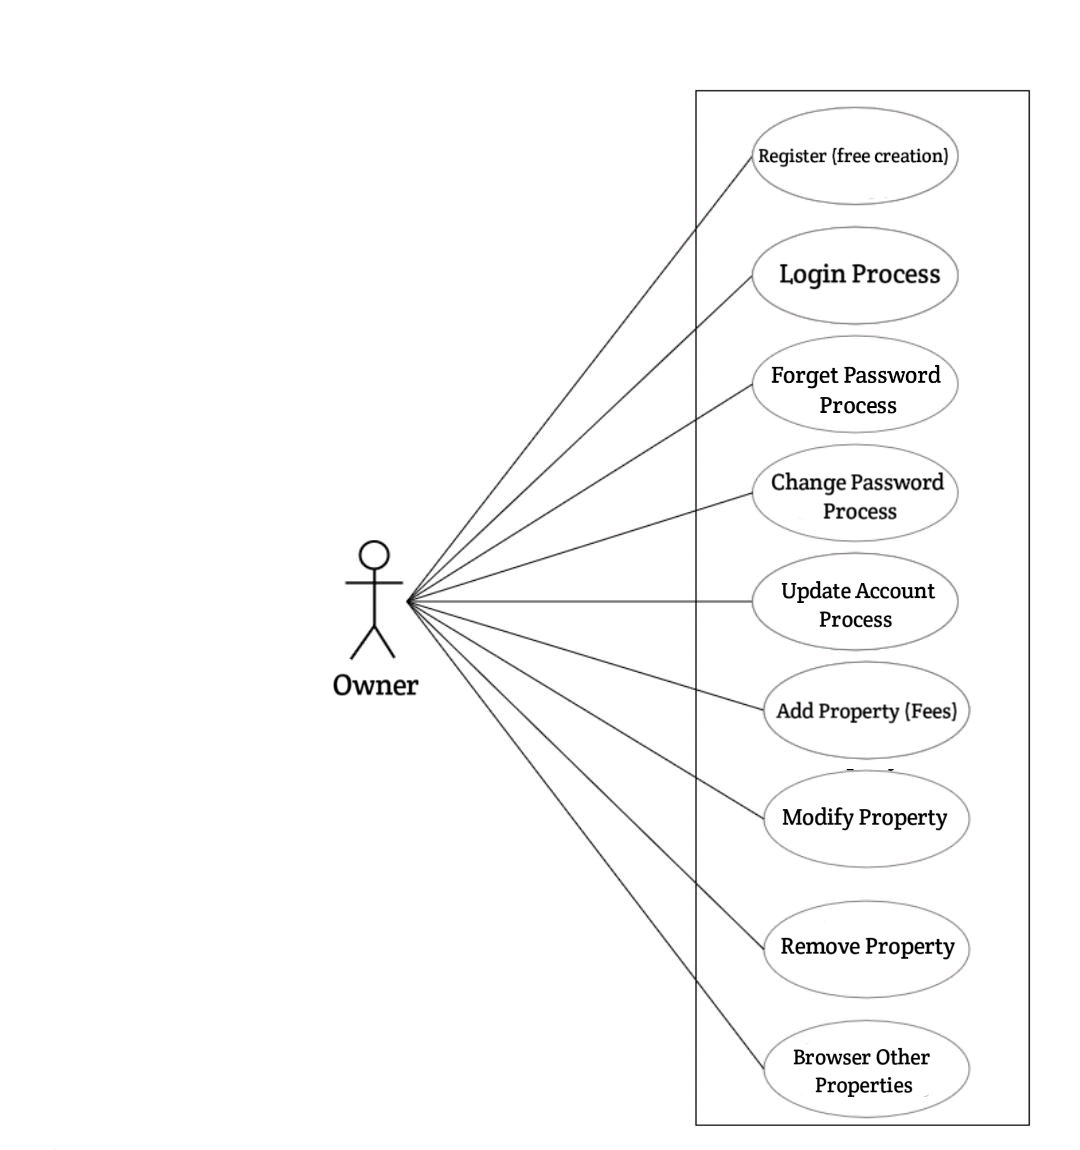 Register (free creation)
Login Process
Forget Password
Process
Change Password
Process
Update Account
Process
Owner
Add Property (Fees)
Modify Property
Remove Property
Browser Other
Properties